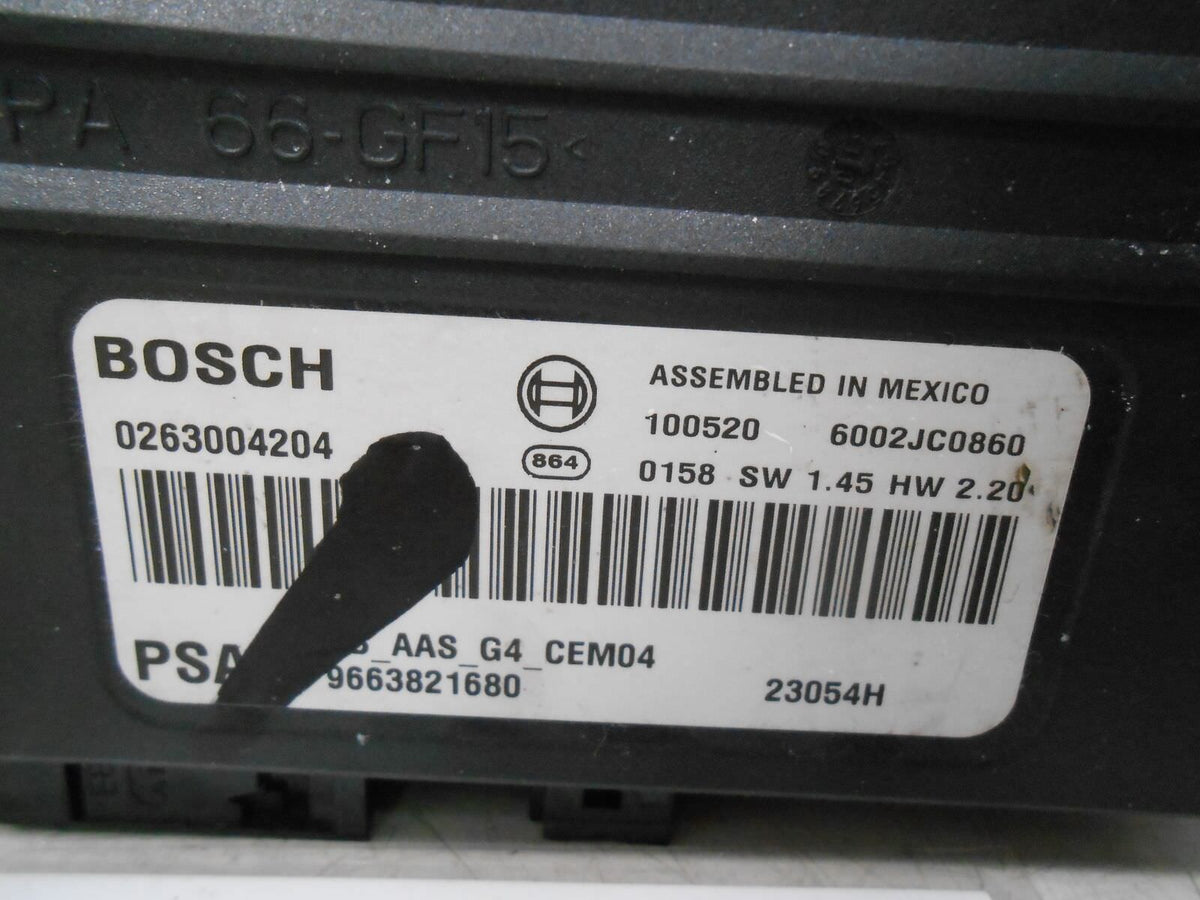 PA 66-GF15<
BOSCH
ASSEMBLED IN MEXICO
0263004204
100520 6002JC0860
864
0158 SW 1.45 HW 2.20
PSA _AAS_G4_CEM04
9663821680 23054H